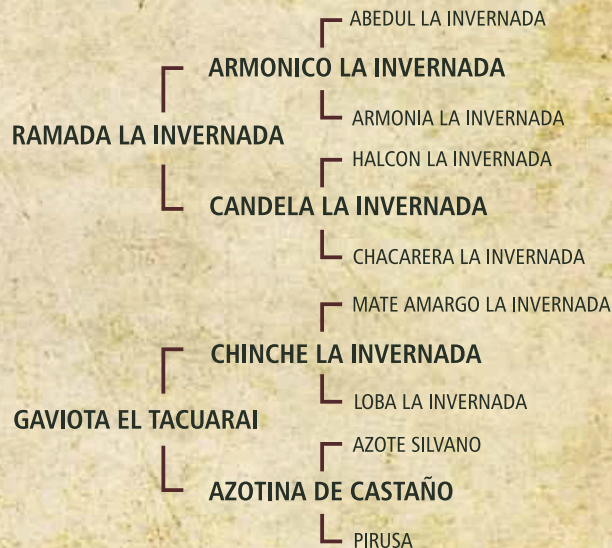 ABEDUL LA INVERNADA
ARMONICO LA INVERNADA
ARMONIA LA INVERNADA
RAMADA LA INVERNADA
HALCON LA INVERNADA
CANDELA LA INVERNADA
CHACARERA LA INVERNADA
MATE AMARGO LA INVERNADA
CHINCHE LA INVERNADA
LOBA LA INVERNADA
GAVIOTA EL TACUARAI
AZOTE SILVANO
AZOTINA DE CASTAÑO
PIRUSA